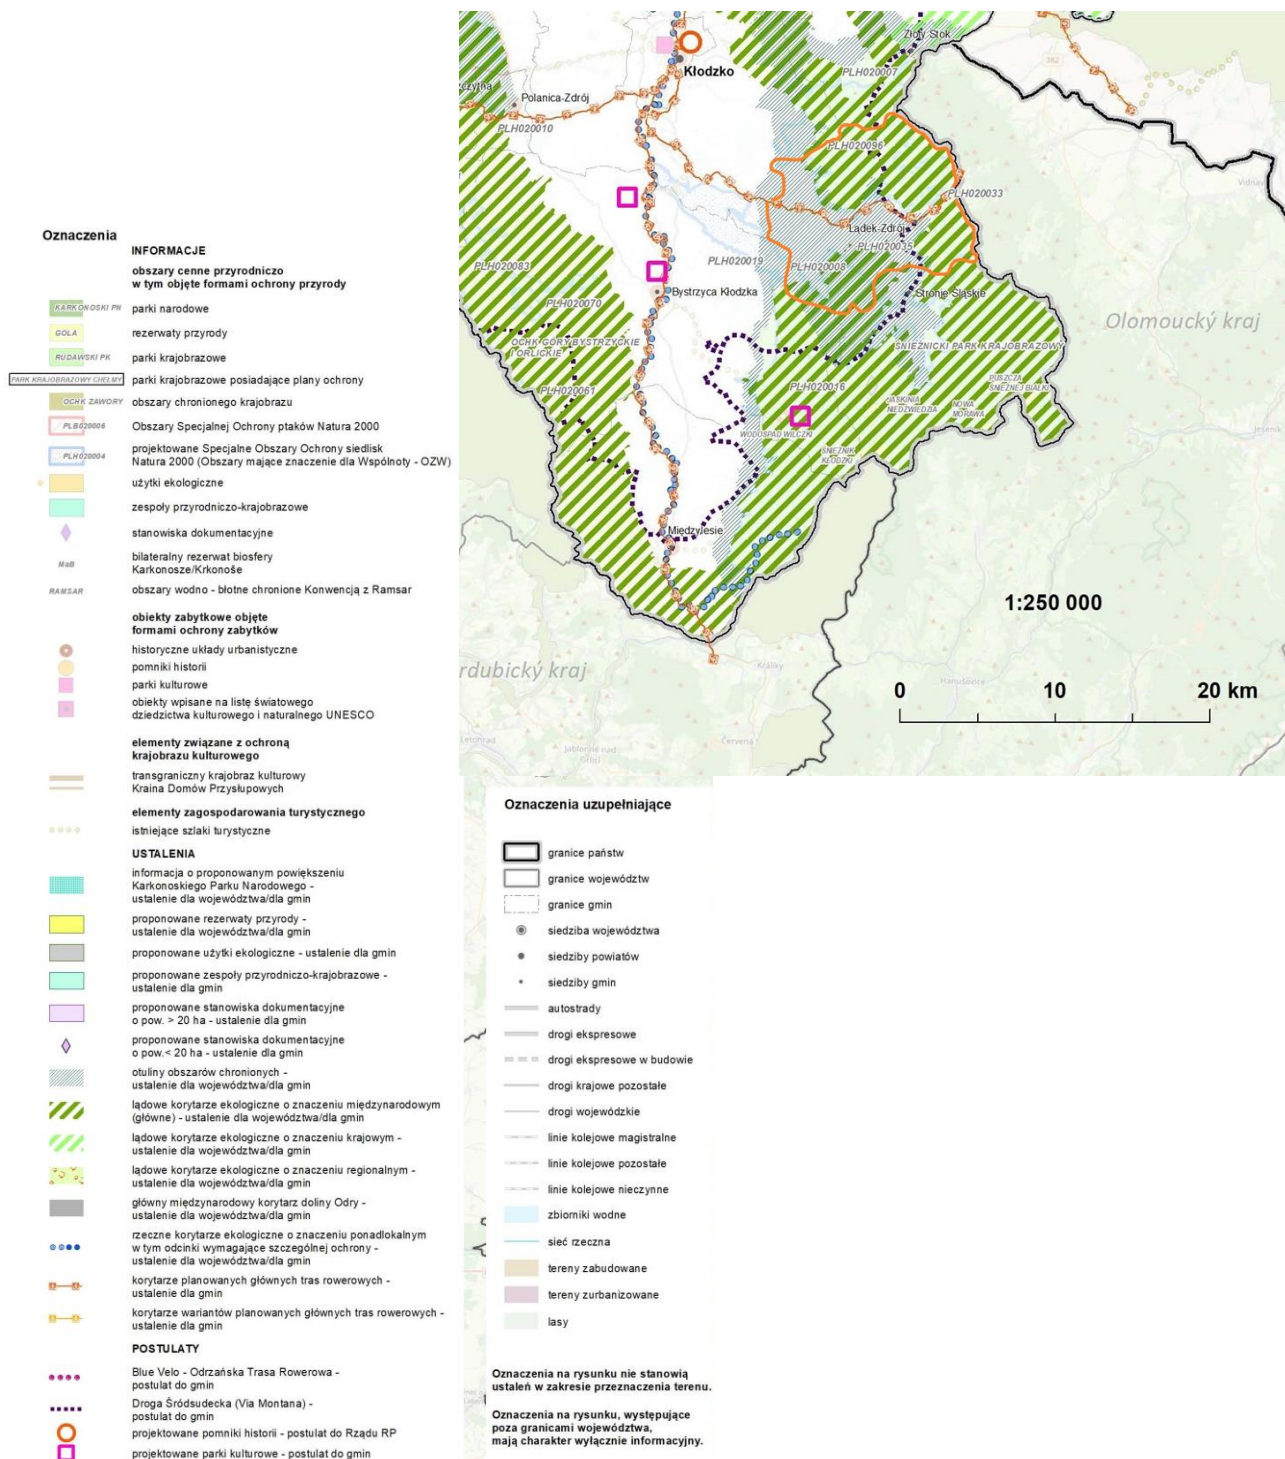 Oznaczenia
INFORMACJE
obszary cenne przyrodniczo
w tym objęte formami ochrony przyrody
KARKONOSKI PN parki narodowe
GOLA rezerwaty przyrody
RUDAWSKI PK parki krajobrazowe
PARK KRAJOBRAZOWY CHEŁMY parki krajobrazowe posiadające plany ochrony
OCHK ZAWORY obszary chronionego krajobrazu
PLB020006 Obszary Specjalnej Ochrony ptaków Natura 2000
PLH020004 projektowane Specjalne Obszary Ochrony siedlisk
Natura 2000 (Obszary mające znaczenie dla Wspólnoty - OZW)
użytki ekologiczne
zespoły przyrodniczo-krajobrazowe
stanowiska dokumentacyjne
MaB bilateralny rezerwat biosfery
Karkonosze/Krkonoše
RAMSAR obszary wodno - błotne chronione Konwencją z Ramsar
obiekty zabytkowe objęte
formami ochrony zabytków
historyczne układy urbanistyczne
pomniki historii
parki kulturowe
obiekty wpisane na listę światowego
dziedzictwa kulturowego i naturalnego UNESCO
elementy związane z ochroną
krajobrazu kulturowego
transgraniczny krajobraz kulturowy
Kraina Domów Przysłupowych
elementy zagospodarowania turystycznego
istniejące szlaki turystyczne
USTALENIA
informacja o proponowanym powiększeniu
Karkonoskiego Parku Narodowego -
ustalenie dla województwa/dla gmin
proponowane rezerwaty przyrody -
ustalenie dla województwa/dla gmin
proponowane użytki ekologiczne - ustalenie dla gmin
proponowane zespoły przyrodniczo-krajobrazowe -
ustalenie dla gmin
proponowane stanowiska dokumentacyjne
o pow. > 20 ha - ustalenie dla gmin
proponowane stanowiska dokumentacyjne
o pow.< 20 ha - ustalenie dla gmin
otuliny obszarów chronionych -
ustalenie dla województwa/dla gmin
lądowe korytarze ekologiczne o znaczeniu międzynarodowym
(główne) - ustalenie dla województwa/dla gmin
lądowe korytarze ekologiczne o znaczeniu krajowym -
ustalenie dla województwa/dla gmin
lądowe korytarze ekologiczne o znaczeniu regionalnym -
ustalenie dla województwa/dla gmin
główny międzynarodowy korytarz doliny Odry -
ustalenie dla województwa/dla gmin
rzeczne korytarze ekologiczne o znaczeniu ponadlokalnym
w tym odcinki wymagające szczególnej ochrony -
ustalenie dla województwa/dla gmin
korytarze planowanych głównych tras rowerowych -
ustalenie dla gmin
korytarze wariantów planowanych głównych tras rowerowych -
ustalenie dla gmin
POSTULATY
Blue Velo - Odrzańska Trasa Rowerowa -
postulat do gmin
Droga Śródsudecka (Via Montana) -
postulat do gmin
projektowane pomniki historii - postulat do Rządu RP
projektowane parki kulturowe - postulat do gmin
Złoty Stok
Kłodzko
PLH020007
382
Polanica-Zdrój
PLH020010
PLH020096
Vidnav
PLH020033
Lądek-Zdrój
PLH020035
PLH020019
PLH020008
PLH020083
PLH020070
Bystrzyca Kłodzka
Stronie Śląskie
Olomoucký kraj
OCHK GÓRY BYSTRZYCKIE
I ORLICKIE
ŚNIEŻNICKI PARK KRAJOBRAZOWY
PLH020061
PLH020016
PUSZCZA
ŚNIEŻNEJ BIAŁKI
JASKINIA
NIEDŹWIEDZIA
NOWA
MORAWA
WODOSPAD WILCZKI
Jeseník
ŚNIEŻNIK
KŁODZKI
Międzylesie
1:250 000
rdubický kraj
Králíky
Hanušovice
0 10 20 km
Letohrad
Červená
Jablonné nad
Orlicí
Oznaczenia uzupełniające
granice państw
granice województw
granice gmin
siedziba województwa
siedziby powiatów
siedziby gmin
autostrady
drogi ekspresowe
drogi ekspresowe w budowie
drogi krajowe pozostałe
drogi wojewódzkie
linie kolejowe magistralne
linie kolejowe pozostałe
linie kolejowe nieczynne
zbiorniki wodne
sieć rzeczna
tereny zabudowane
tereny zurbanizowane
lasy
Oznaczenia na rysunku nie stanowią
ustaleń w zakresie przeznaczenia terenu.
Oznaczenia na rysunku, występujące
poza granicami województwa,
mają charakter wyłącznie informacyjny.